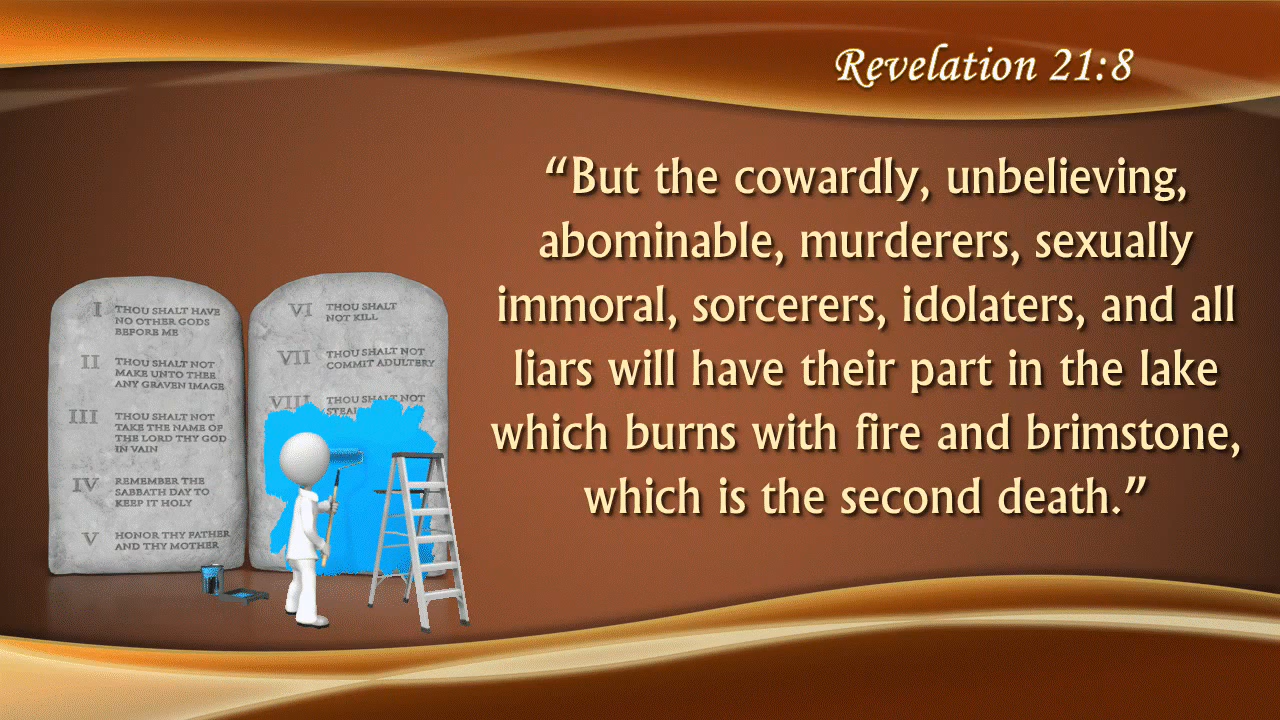 Revelation 21:8
“But the cowardly, unbelieving,
abominable, murderers, sexually
immoral, sorcerers, idolaters, and all
liars will have their part in the lake
which burns with fire and brimstone,
which is the second death.”
I THOU SHALT HAVE
NO OTHER GODS
BEFORE ME
II THOU SHALT NOT
MAKE UNTO THEE
ANY GRAVEN IMAGE
III THOU SHALT NOT
TAKE THE NAME OF
THE LORD THY GOD
IN VAIN
IV REMEMBER THE
SABBATH DAY TO
KEEP IT HOLY
V HONOR THY FATHER
AND THY MOTHER
VI THOU SHALT
NOT KILL
VII THOU SHALT NOT
COMMIT ADULTERY
VIII THOU SHALT NOT